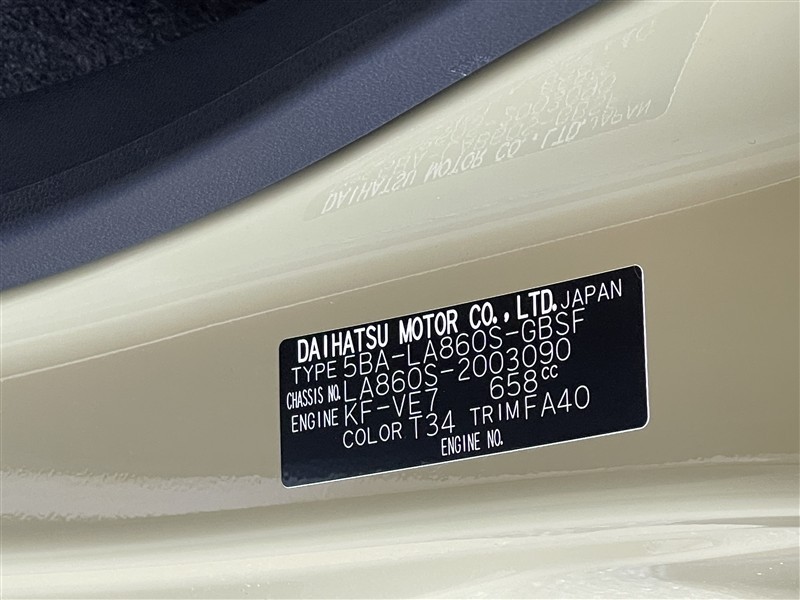 DAIHATSU MOTOR CO.,LTD. JAPAN
TYPE 5BA-LA860S-GBSF
CHASSIS NO. LA860S-2003090
ENGINE KF-VE7 658cc
COLOR T34 TRIM FA40
ENGINE NO.